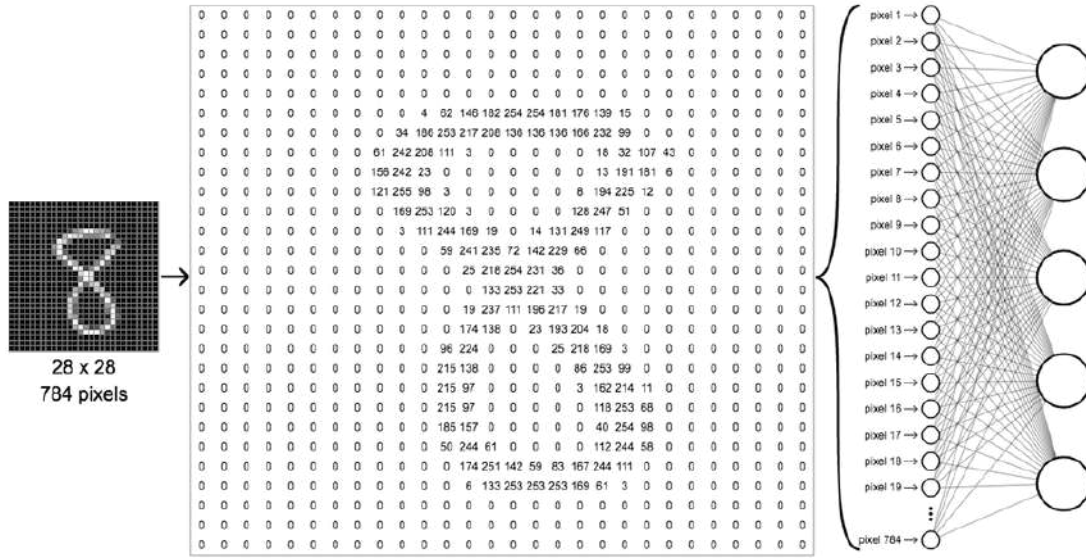 28 x 28
784 pixels
0 0 0 0 0 0 0 0 0 0 0 0 0 0 0 0 0 0 0 0 0 0 0 0 0 0 0 0
0 0 0 0 0 0 0 0 0 0 0 0 0 0 0 0 0 0 0 0 0 0 0 0 0 0 0 0
0 0 0 0 0 0 0 0 0 0 0 0 0 0 0 0 0 0 0 0 0 0 0 0 0 0 0 0
0 0 0 0 0 0 0 0 0 0 0 0 0 0 0 0 0 0 0 0 0 0 0 0 0 0 0 0
0 0 0 0 0 0 0 0 0 0 0 0 0 0 0 0 0 0 0 0 0 0 0 0 0 0 0 0
0 0 0 0 0 0 0 0 0 0 4 62 146 182 254 254 181 176 139 15 0 0 0 0 0 0 0 0
0 0 0 0 0 0 0 0 0 34 186 253 217 208 136 136 136 166 232 99 0 0 0 0 0 0 0 0
0 0 0 0 0 0 0 0 61 242 208 111 3 0 0 0 0 0 18 32 107 43 0 0 0 0 0 0
0 0 0 0 0 0 0 0 156 242 23 0 0 0 0 0 0 0 13 191 181 6 0 0 0 0 0 0
0 0 0 0 0 0 0 0 121 255 98 3 0 0 0 0 0 8 194 225 12 0 0 0 0 0 0 0
0 0 0 0 0 0 0 0 0 169 253 120 3 0 0 0 0 128 247 51 0 0 0 0 0 0 0 0
0 0 0 0 0 0 0 0 0 3 111 244 169 19 0 14 131 249 117 0 0 0 0 0 0 0 0 0
0 0 0 0 0 0 0 0 0 0 0 59 241 235 72 142 229 66 0 0 0 0 0 0 0 0 0 0
0 0 0 0 0 0 0 0 0 0 0 0 25 218 254 231 36 0 0 0 0 0 0 0 0 0 0 0
0 0 0 0 0 0 0 0 0 0 0 0 0 133 253 221 33 0 0 0 0 0 0 0 0 0 0 0
0 0 0 0 0 0 0 0 0 0 0 0 19 237 111 196 217 19 0 0 0 0 0 0 0 0 0 0
0 0 0 0 0 0 0 0 0 0 0 0 174 138 0 23 193 204 18 0 0 0 0 0 0 0 0 0
0 0 0 0 0 0 0 0 0 0 0 96 224 0 0 0 25 218 169 3 0 0 0 0 0 0 0 0
0 0 0 0 0 0 0 0 0 0 0 215 138 0 0 0 0 86 253 99 0 0 0 0 0 0 0 0
0 0 0 0 0 0 0 0 0 0 0 215 97 0 0 0 0 3 162 214 11 0 0 0 0 0 0 0
0 0 0 0 0 0 0 0 0 0 0 215 97 0 0 0 0 0 118 253 68 0 0 0 0 0 0 0
0 0 0 0 0 0 0 0 0 0 0 185 157 0 0 0 0 0 40 254 98 0 0 0 0 0 0 0
0 0 0 0 0 0 0 0 0 0 0 50 244 61 0 0 0 0 112 244 58 0 0 0 0 0 0 0
0 0 0 0 0 0 0 0 0 0 0 0 174 251 142 59 83 167 244 111 0 0 0 0 0 0 0 0
0 0 0 0 0 0 0 0 0 0 0 0 6 133 253 253 253 169 61 3 0 0 0 0 0 0 0 0
0 0 0 0 0 0 0 0 0 0 0 0 0 0 0 0 0 0 0 0 0 0 0 0 0 0 0 0
0 0 0 0 0 0 0 0 0 0 0 0 0 0 0 0 0 0 0 0 0 0 0 0 0 0 0 0
0 0 0 0 0 0 0 0 0 0 0 0 0 0 0 0 0 0 0 0 0 0 0 0 0 0 0 0
pixel 1
pixel 2
pixel 3
pixel 4
pixel 5
pixel 6
pixel 7
pixel 8
pixel 9
pixel 10
pixel 11
pixel 12
pixel 13
pixel 14
pixel 15
pixel 16
pixel 17
pixel 18
pixel 19
pixel 784